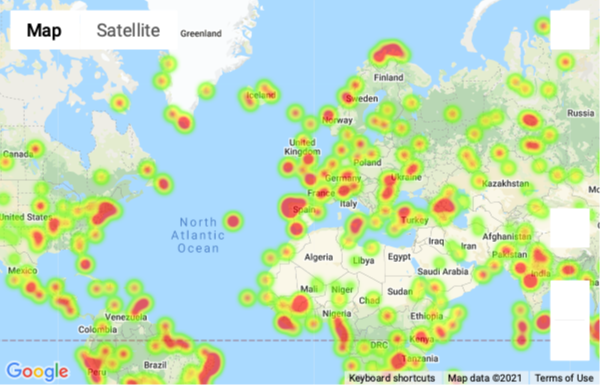 Map
Satellite
Greenland
Iceland
Finland
Sweden
Norway
Russia
Canada
United
Kingdom
Poland
Germany
Ukraine
France
Kazakhstan
United States
North
Atlantic
Ocean
Spain
Italy
Turkey
Iraq
Iran
Afghanistan
Pakistan
Algeria
Libya
Egypt
Saudi Arabia
India
Mexico
Mali
Niger
Chad
Sudan
Nigeria
Ethiopia
Venezuela
Colombia
DRC
Kenya
Tanzania
Peru
Brazil
Google
Keyboard shortcuts
Map data ©2021
Terms of Use